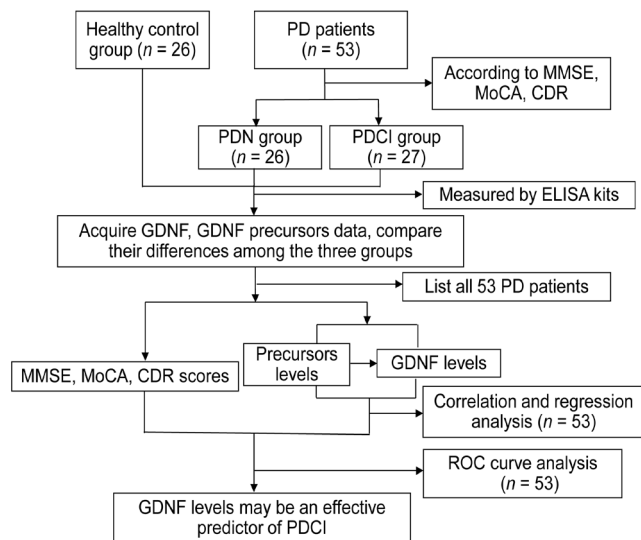 Healthy control
group (n = 26)
PD patients
(n = 53)
According to MMSE,
MoCA, CDR
PDN group
(n = 26)
PDCI group
(n = 27)
Measured by ELISA kits
Acquire GDNF, GDNF precursors data, compare
their differences among the three groups
List all 53 PD patients
MMSE, MoCA, CDR scores
Precursors
levels
GDNF levels
Correlation and regression
analysis (n = 53)
ROC curve analysis
(n = 53)
GDNF levels may be an effective
predictor of PDCI